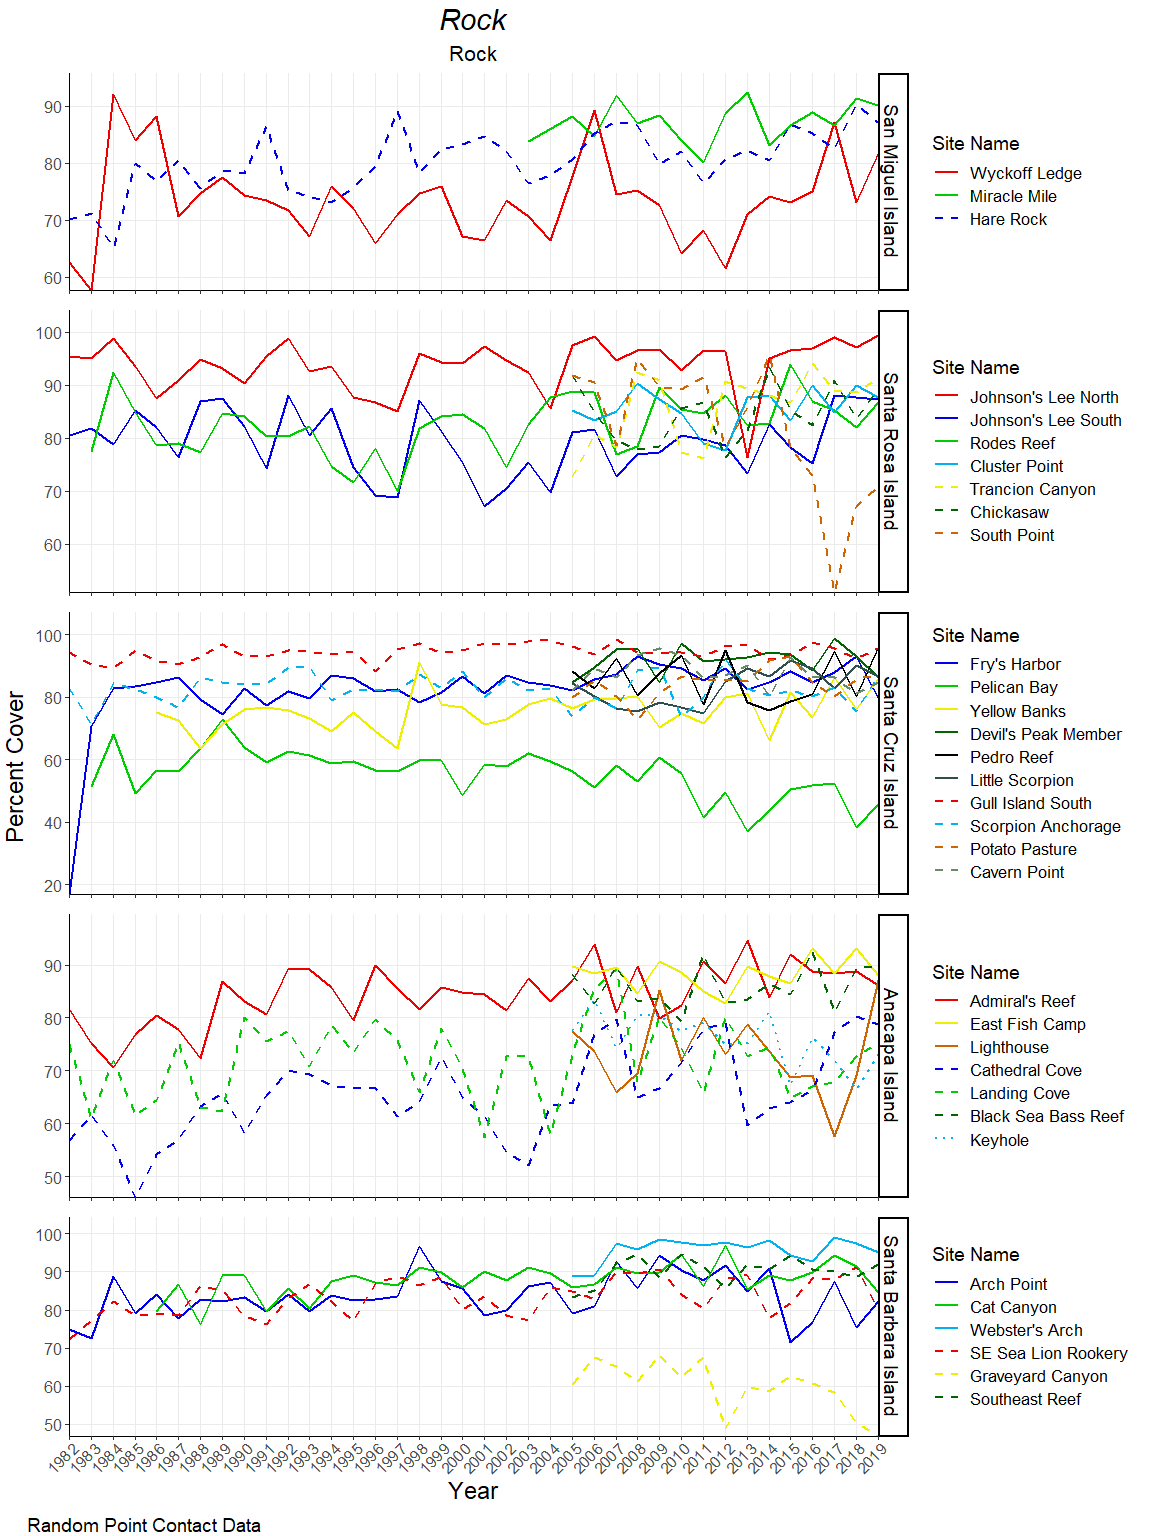 Rock
Rock
Percent Cover
90
80
70
60
San Miguel Island
Site Name
Wyckoff Ledge
Miracle Mile
Hare Rock
100
90
80
70
60
Santa Rosa Island
Site Name
Johnson's Lee North
Johnson's Lee South
Rodes Reef
Cluster Point
Trancion Canyon
Chickasaw
South Point
100
80
60
40
20
Santa Cruz Island
Site Name
Fry's Harbor
Pelican Bay
Yellow Banks
Devil's Peak Member
Pedro Reef
Little Scorpion
Gull Island South
Scorpion Anchorage
Potato Pasture
Cavern Point
90
80
70
60
50
Anacapa Island
Site Name
Admiral's Reef
East Fish Camp
Lighthouse
Cathedral Cove
Landing Cove
Black Sea Bass Reef
Keyhole
100
90
80
70
60
50
Santa Barbara Island
Site Name
Arch Point
Cat Canyon
Webster's Arch
SE Sea Lion Rookery
Graveyard Canyon
Southeast Reef
1982 1983 1984 1985 1986 1987 1988 1989 1990 1991 1992 1993 1994 1995 1996 1997 1998 1999 2000 2001 2002 2003 2004 2005 2006 2007 2008 2009 2010 2011 2012 2013 2014 2015 2016 2017 2018 2019
Year
Random Point Contact Data